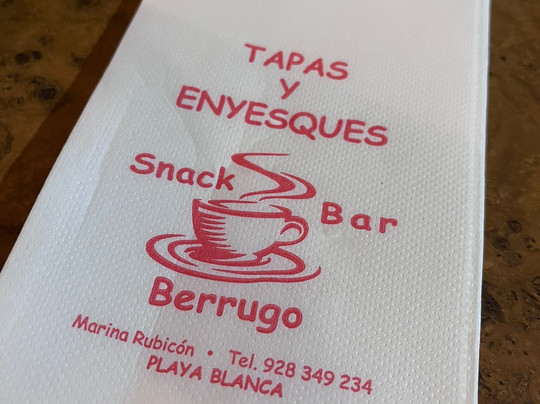 TAPAS
Y
ENYESQUES
Snack Bar
Berrugo
Marina Rubicón • Tel. 928 349 234
PLAYA BLANCA